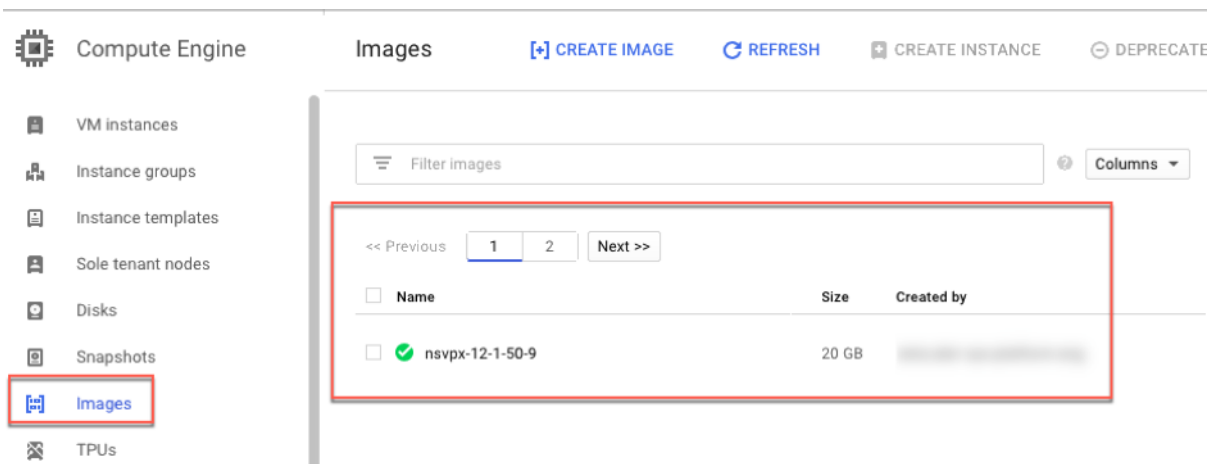 Compute Engine
Images
[+] CREATE IMAGE
REFRESH
CREATE INSTANCE
DEPRECATE
VM instances
Instance groups
Instance templates
Sole tenant nodes
Disks
Snapshots
Images
TPUs
Filter images
Columns
<< Previous
1
2
Next >>
Name
Size
Created by
nsvpx-12-1-50-9
20 GB